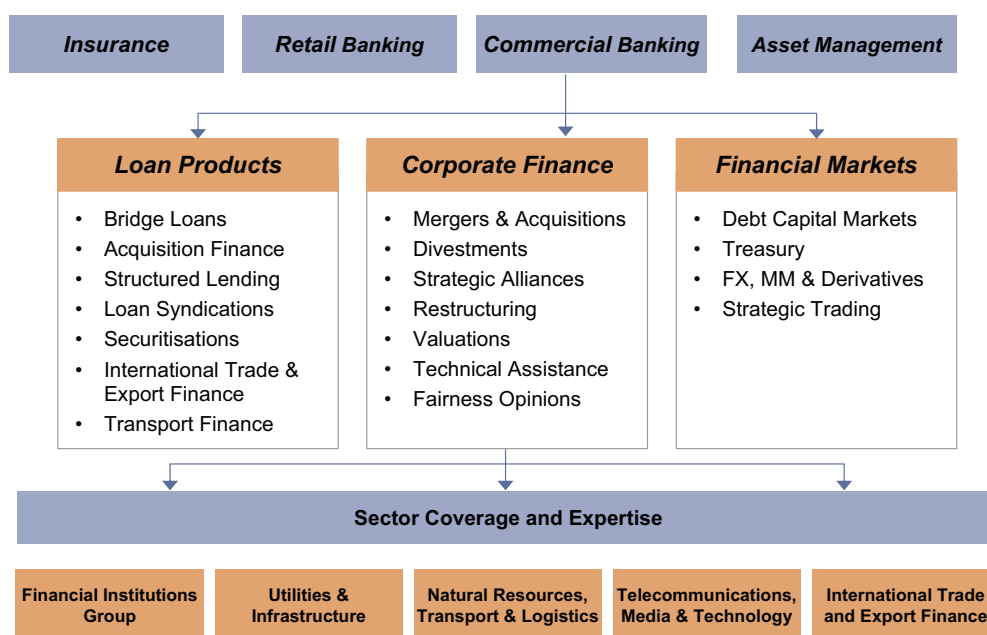 Insurance
Retail Banking
Commercial Banking
Asset Management
Loan Products
• Bridge Loans
• Acquisition Finance
• Structured Lending
• Loan Syndications
• Securitisations
• International Trade &
Export Finance
• Transport Finance
Corporate Finance
• Mergers & Acquisitions
• Divestments
• Strategic Alliances
• Restructuring
• Valuations
• Technical Assistance
• Fairness Opinions
Financial Markets
• Debt Capital Markets
• Treasury
• FX, MM & Derivatives
• Strategic Trading
Sector Coverage and Expertise
Financial Institutions
Group
Utilities &
Infrastructure
Natural Resources,
Transport & Logistics
Telecommunications,
Media & Technology
International Trade
and Export Finance